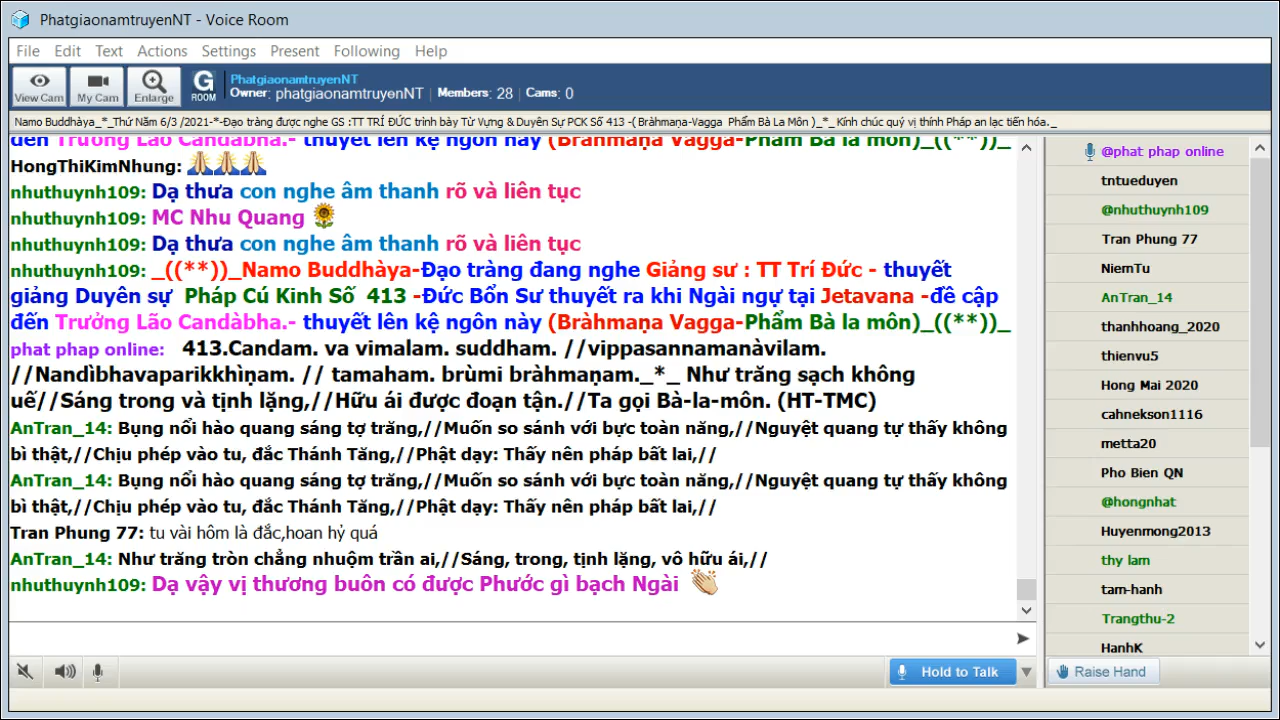 PhatgiaonamtruyenNT - Voice Room
File Edit Text Actions Settings Present Following Help
View Cam My Cam Enlarge G ROOM
PhatgiaonamtruyenNT
Owner: phatgiaonamtruyenNT | Members: 28 | Cams: 0
Namo Buddhàya_*_Thứ Năm 6/3 /2021-*-Đạo tràng được nghe GS :TT TRÍ ĐỨC trình bày Từ Vựng & Duyên Sự PCK Số 413 -( Bràhmaṇa-Vagga Phẩm Bà La Môn )_*_ Kính chúc quý vị thính Pháp an lạc tiến hóa._
đến Trưởng Lão Candàbha.- thuyết lên kệ ngôn này (Bràhmaṇa Vagga-Phẩm Bà la môn)_((**))_
HongThiKimNhung: 🙏🙏🙏
nhuthuynh109: Dạ thưa con nghe âm thanh rõ và liên tục
nhuthuynh109: MC Nhu Quang 🌻
nhuthuynh109: Dạ thưa con nghe âm thanh rõ và liên tục
nhuthuynh109: _((**))_Namo Buddhàya-Đạo tràng đang nghe Giảng sư : TT Trí Đức - thuyết
giảng Duyên sự Pháp Cú Kinh Số 413 -Đức Bổn Sư thuyết ra khi Ngài ngự tại Jetavana -đề cập
đến Trưởng Lão Candàbha.- thuyết lên kệ ngôn này (Bràhmaṇa Vagga-Phẩm Bà la môn)_((**))_
phat phap online: 413.Candam. va vimalam. suddham. //vippasannamanàvilam.
//Nandìbhavaparikkhìṇam. // tamaham. brùmi bràhmaṇam._*_ Như trăng sạch không
uế//Sáng trong và tịnh lặng,//Hữu ái được đoạn tận.//Ta gọi Bà-la-môn. (HT-TMC)
AnTran_14: Bụng nổi hào quang sáng tợ trăng,//Muốn so sánh với bực toàn năng,//Nguyệt quang tự thấy không
bì thật,//Chịu phép vào tu, đắc Thánh Tăng,//Phật dạy: Thấy nên pháp bất lai,//
AnTran_14: Bụng nổi hào quang sáng tợ trăng,//Muốn so sánh với bực toàn năng,//Nguyệt quang tự thấy không
bì thật,//Chịu phép vào tu, đắc Thánh Tăng,//Phật dạy: Thấy nên pháp bất lai,//
Tran Phung 77: tu vài hôm là đắc,hoan hỷ quá
AnTran_14: Như trăng tròn chẳng nhuộm trần ai,//Sáng, trong, tịnh lặng, vô hữu ái,//
nhuthuynh109: Dạ vậy vị thương buôn có được Phước gì bạch Ngài 👏
Hold to Talk
@phat phap online
tntueduyen
@nhuthuynh109
Tran Phung 77
NiemTu
AnTran_14
thanhhoang_2020
thienvu5
Hong Mai 2020
cahnekson1116
metta20
Pho Bien QN
@hongnhat
Huyenmong2013
thy lam
tam-hanh
Trangthu-2
HanhK
Raise Hand